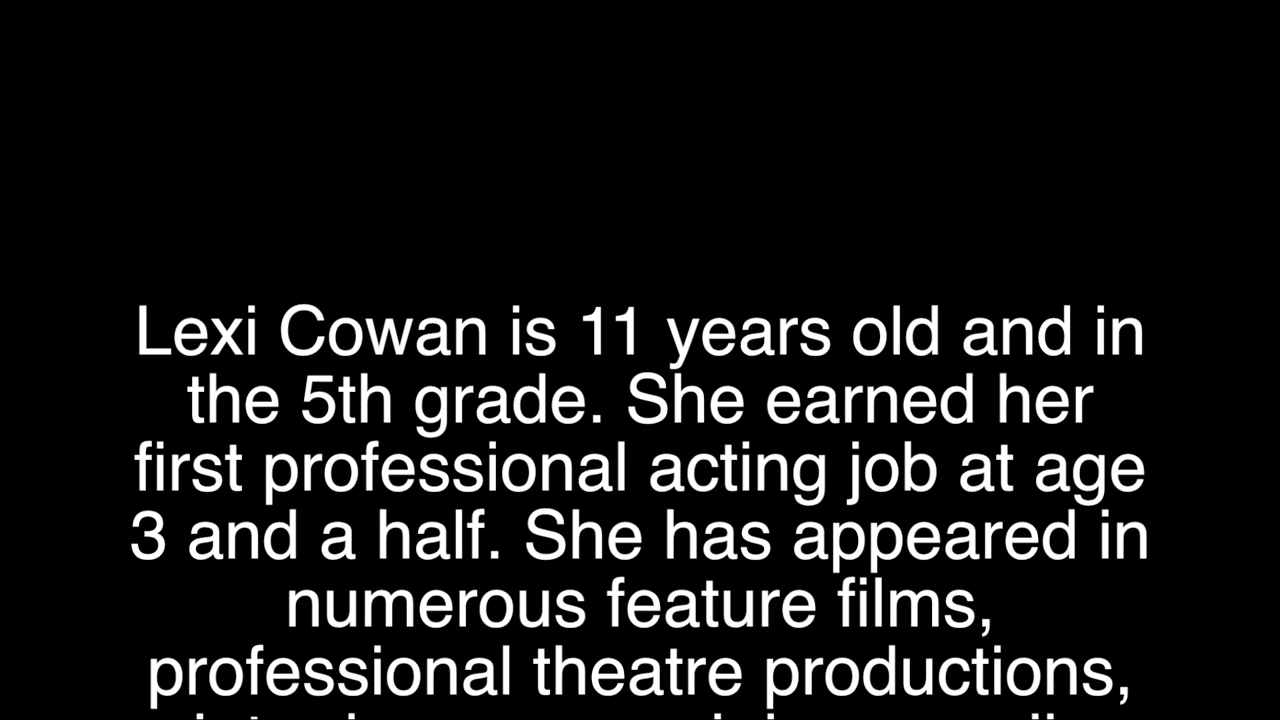 Lexi Cowan is 11 years old and in
the 5th grade. She earned her
first professional acting job at age
3 and a half. She has appeared in
numerous feature films,
professional theatre productions,